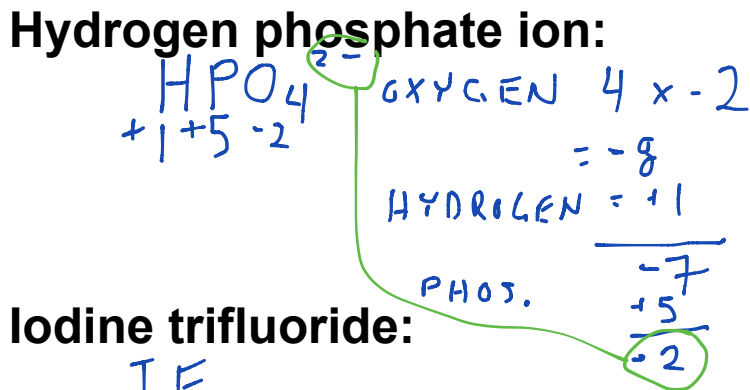 Hydrogen phosphate ion:
HPO4 2- OXYGEN 4 x -2
+1 +5 -2
= -8
HYDROGEN = +1
-7
PHOS. +5
-2
Iodine trifluoride:
IF